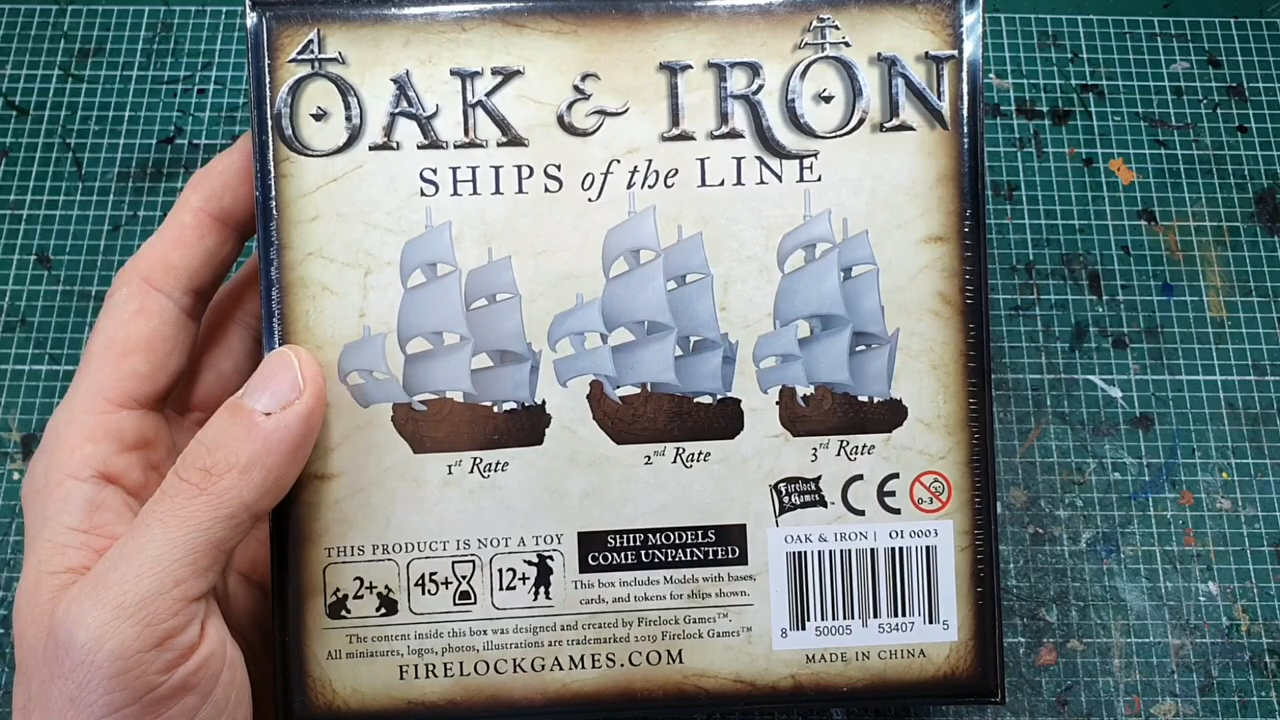 OAK & IRON
SHIPS of the LINE
1st Rate
2nd Rate
3rd Rate
Firelock Games™
CE
0-3
THIS PRODUCT IS NOT A TOY
2+
45+
12+
SHIP MODELS
COME UNPAINTED
This box includes Models with bases,
cards, and tokens for ships shown.
The content inside this box was designed and created by Firelock Games™.
All miniatures, logos, photos, illustrations are trademarked 2019 Firelock Games™
FIRELOCKGAMES.COM
OAK & IRON | OI 0003
8 50005 53407 5
MADE IN CHINA